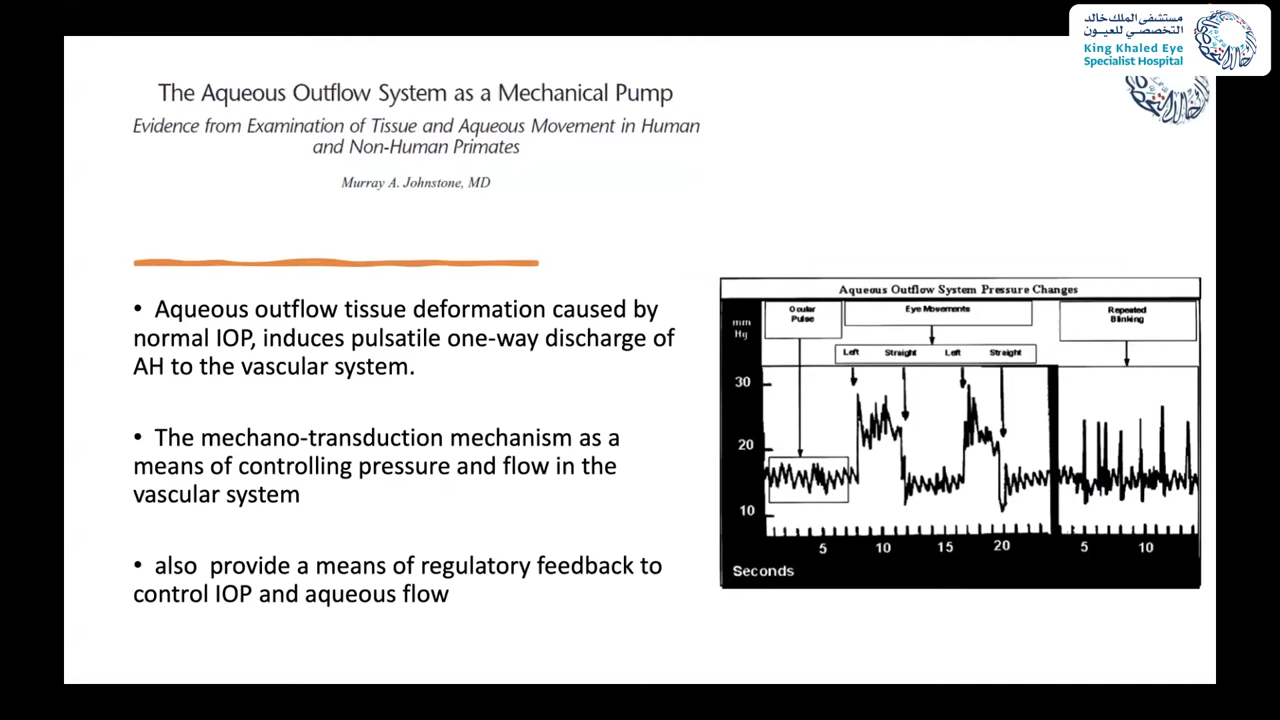 مستشفى الملك خالد
التخصصي للعيون
King Khaled Eye
Specialist Hospital
The Aqueous Outflow System as a Mechanical Pump
Evidence from Examination of Tissue and Aqueous Movement in Human
and Non-Human Primates
Murray A. Johnstone, MD
• Aqueous outflow tissue deformation caused by
normal IOP, induces pulsatile one-way discharge of
AH to the vascular system.
• The mechano-transduction mechanism as a
means of controlling pressure and flow in the
vascular system
• also provide a means of regulatory feedback to
control IOP and aqueous flow
Aqueous Outflow System Pressure Changes
mm
Hg
Ocular
Pulse
Eye Movements
Repeated
Blinking
Left Straight Left Straight
30
20
10
5 10 15 20 5 10
Seconds